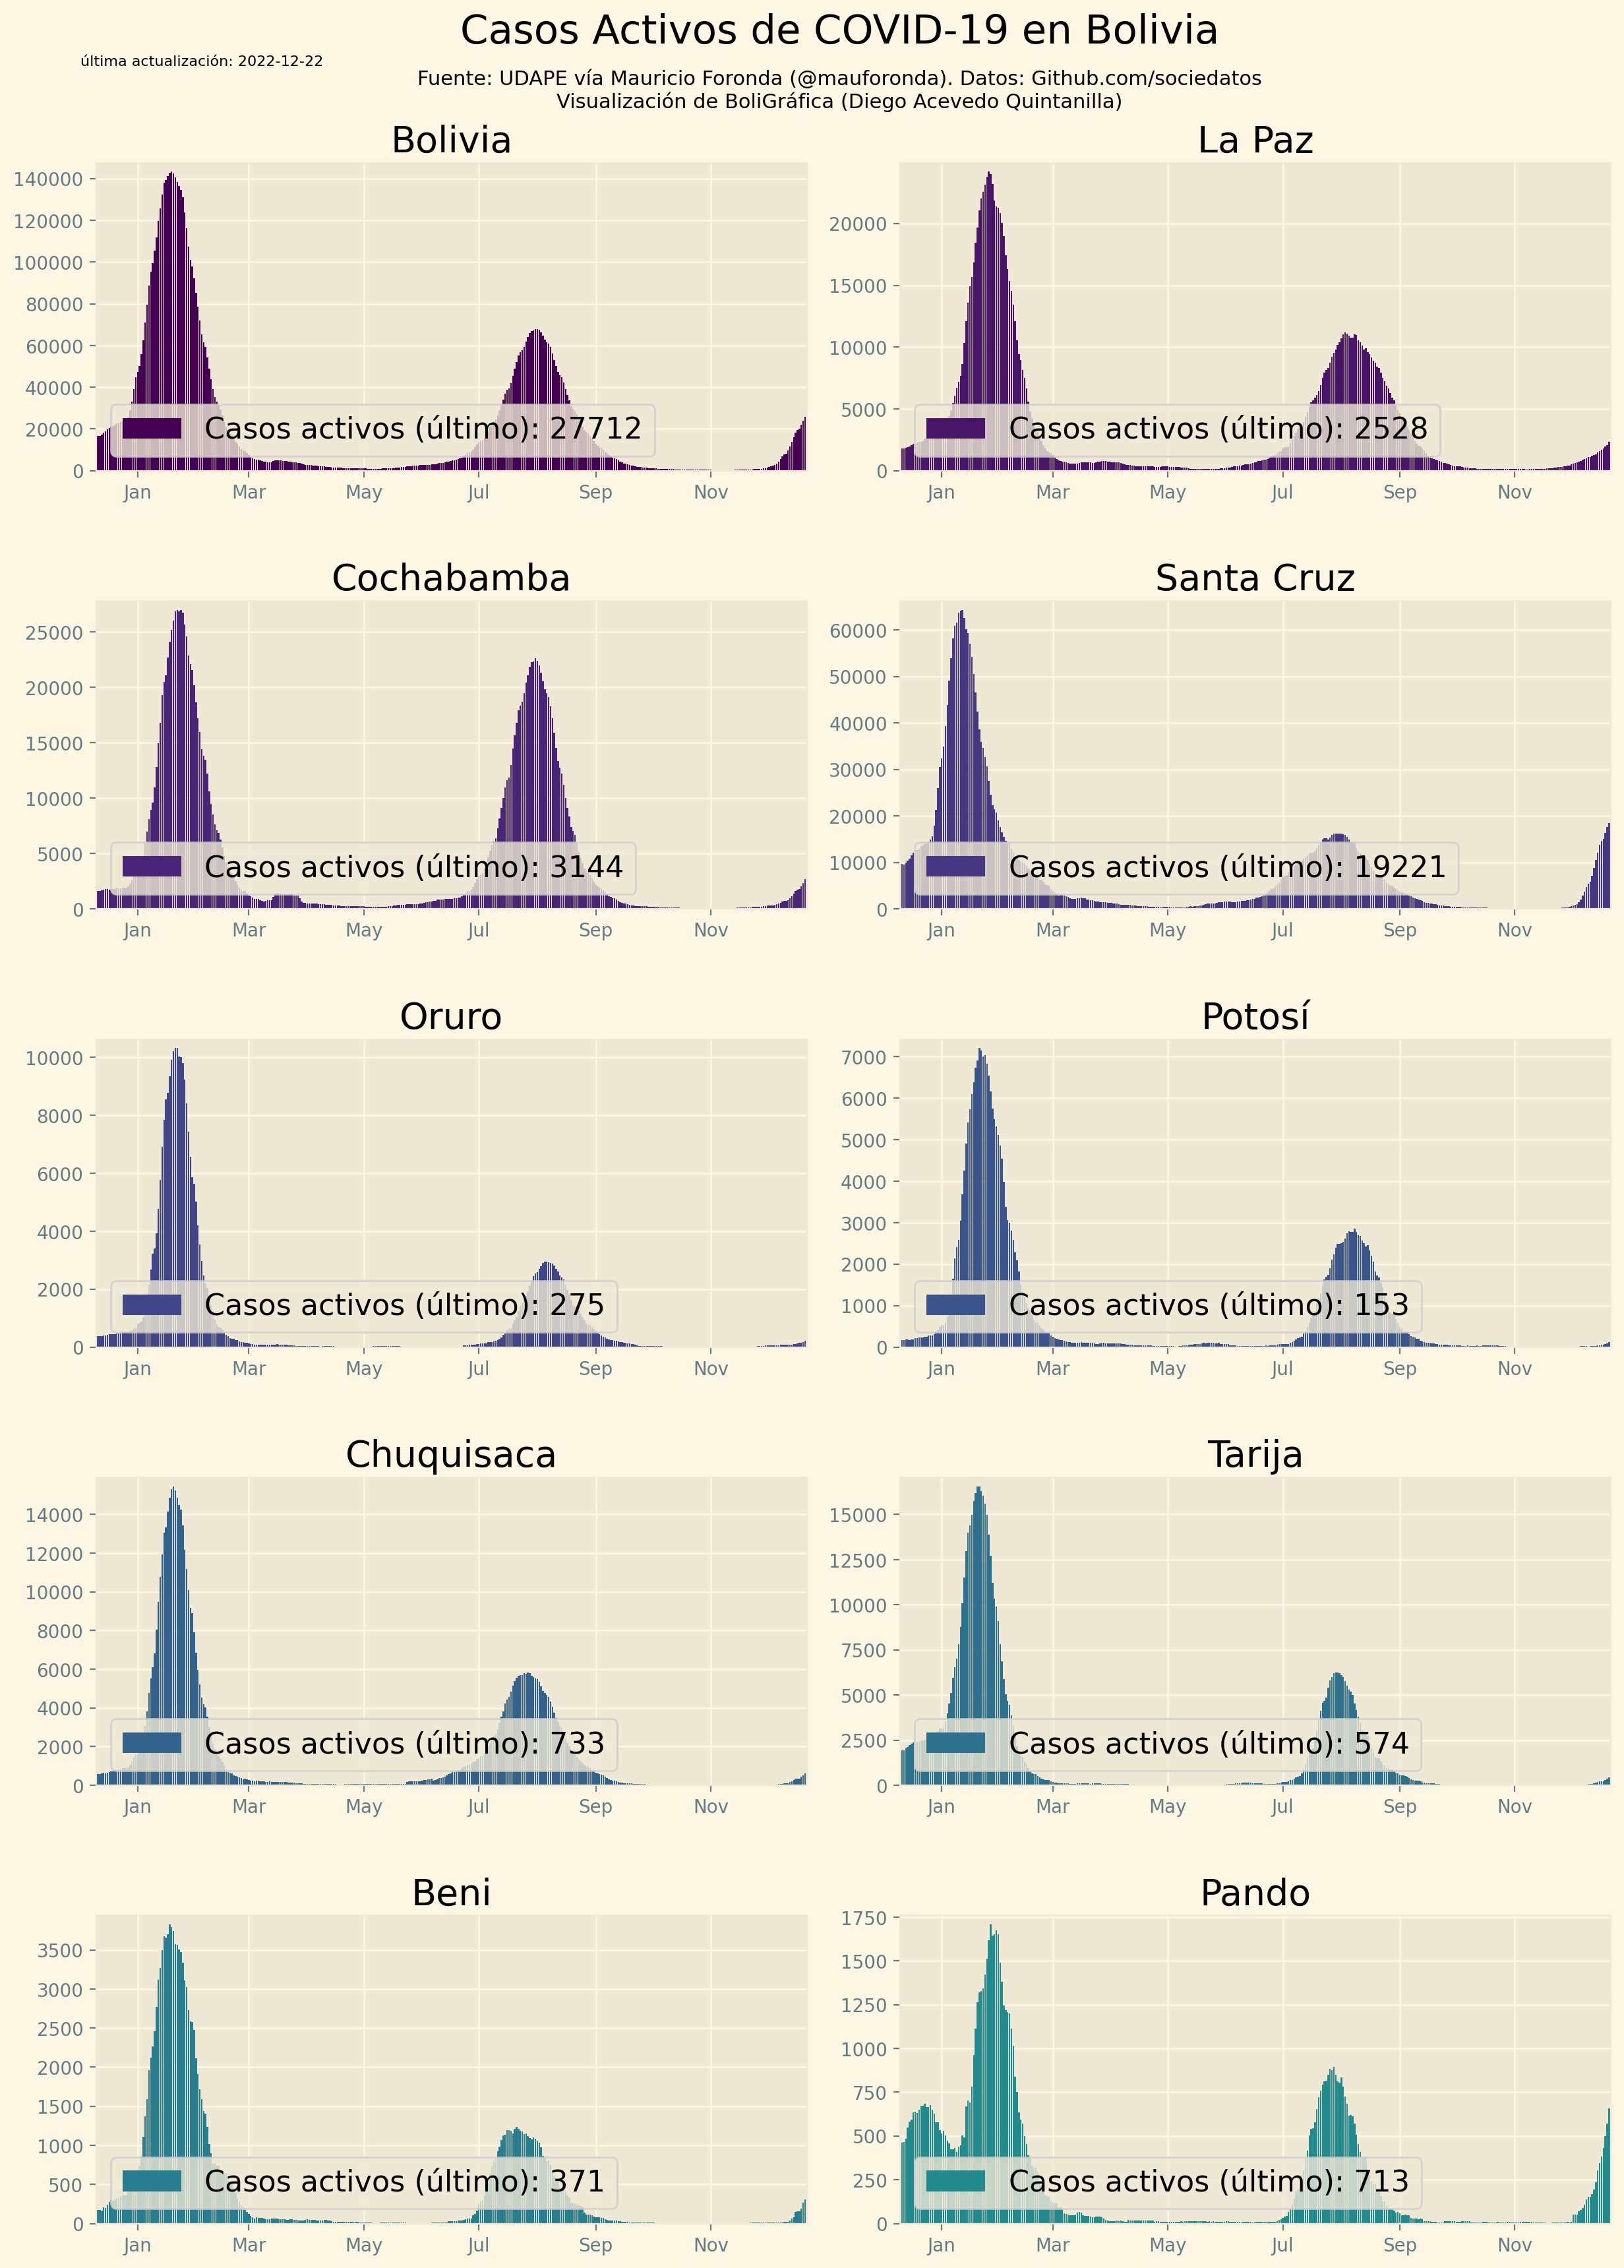 Casos Activos de COVID-19 en Bolivia
última actualización: 2022-12-22
Fuente: UDAPE vía Mauricio Foronda (@mauforonda). Datos: Github.com/sociedatos
Visualización de BoliGráfica (Diego Acevedo Quintanilla)
Bolivia
140000
120000
100000
80000
60000
40000
20000
0
Casos activos (último): 27712
Jan Mar May Jul Sep Nov
La Paz
20000
15000
10000
5000
0
Casos activos (último): 2528
Jan Mar May Jul Sep Nov
Cochabamba
25000
20000
15000
10000
5000
0
Casos activos (último): 3144
Jan Mar May Jul Sep Nov
Santa Cruz
60000
50000
40000
30000
20000
10000
0
Casos activos (último): 19221
Jan Mar May Jul Sep Nov
Oruro
10000
8000
6000
4000
2000
0
Casos activos (último): 275
Jan Mar May Jul Sep Nov
Potosí
7000
6000
5000
4000
3000
2000
1000
0
Casos activos (último): 153
Jan Mar May Jul Sep Nov
Chuquisaca
14000
12000
10000
8000
6000
4000
2000
0
Casos activos (último): 733
Jan Mar May Jul Sep Nov
Tarija
15000
12500
10000
7500
5000
2500
0
Casos activos (último): 574
Jan Mar May Jul Sep Nov
Beni
3500
3000
2500
2000
1500
1000
500
0
Casos activos (último): 371
Jan Mar May Jul Sep Nov
Pando
1750
1500
1250
1000
750
500
250
0
Casos activos (último): 713
Jan Mar May Jul Sep Nov